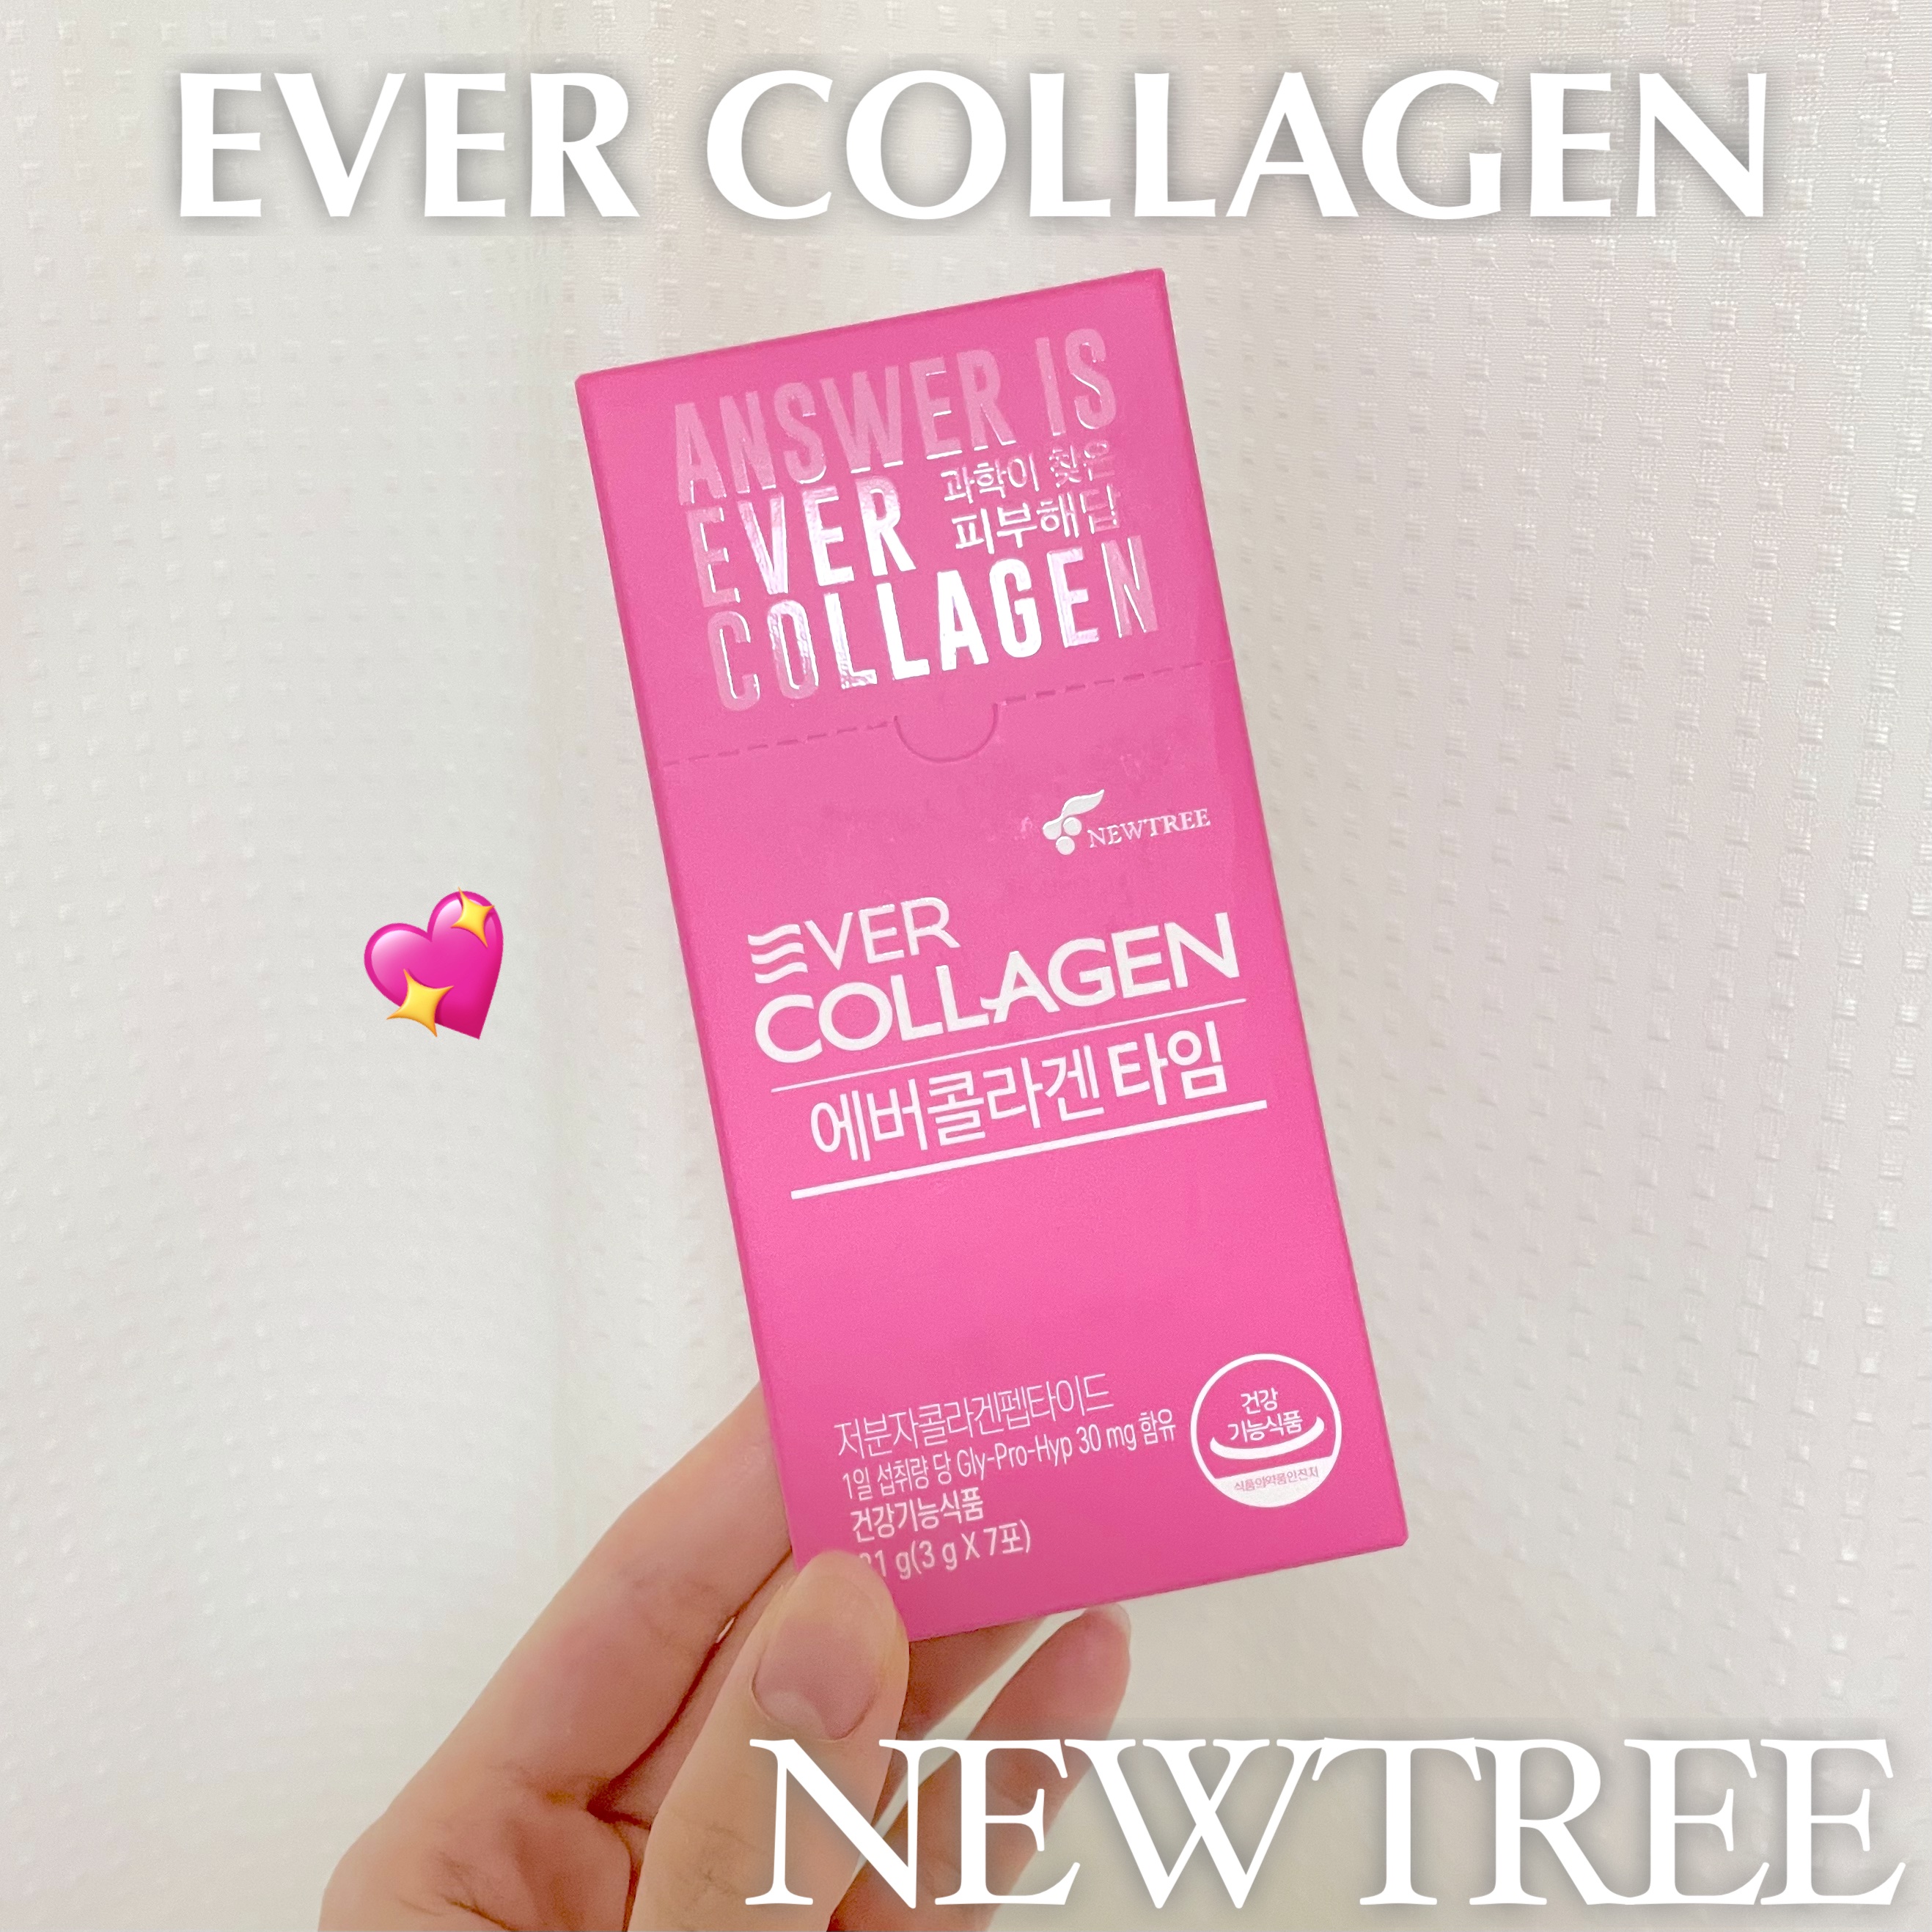 EVER COLLAGEN
ANSWER IS
EVER
과학이 찾은
피부해답
COLLAGEN
NEWTREE
EVER
COLLAGEN
에버콜라겐 타임
저분자콜라겐펩타이드
1일 섭취량 당 Gly-Pro-Hyp 30 mg 함유
건강기능식품
21 g(3 g X 7포)
건강
기능식품
식품의약품안전처
NEWTREE